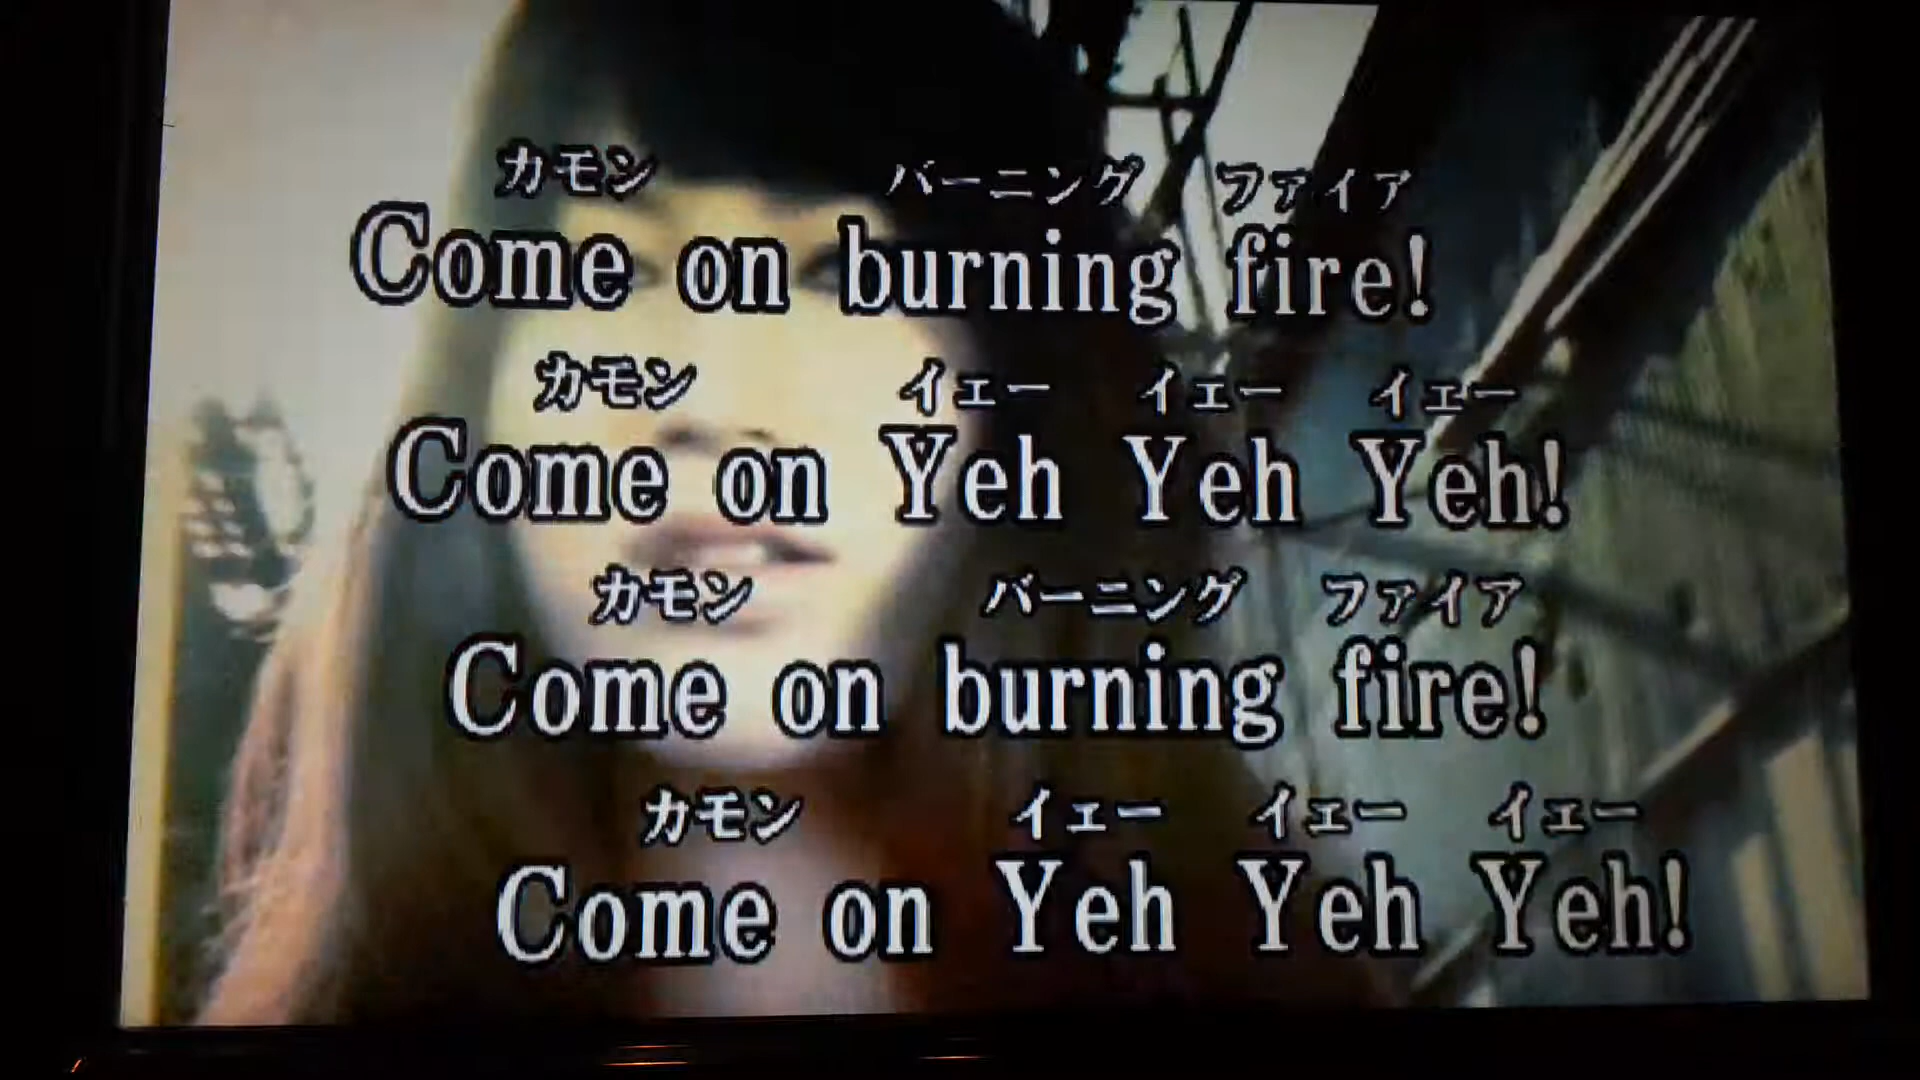 カモン バーニング ファイア
Come on burning fire!
カモン イェー イェー イェー
Come on Yeh Yeh Yeh!
カモン バーニング ファイア
Come on burning fire!
カモン イェー イェー イェー
Come on Yeh Yeh Yeh!